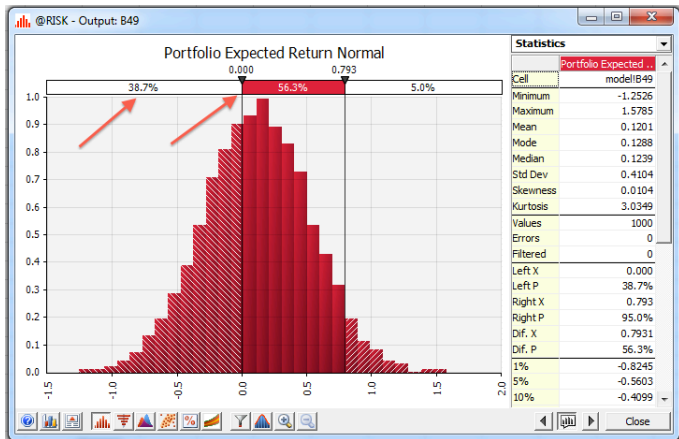 @RISK - Output: B49
Portfolio Expected Return Normal
0.000 0.793
38.7% 56.3% 5.0%
1.0
0.9
0.8
0.7
0.6
0.5
0.4
0.3
0.2
0.1
0.0
-1.5 -1.0 -0.5 0.0 0.5 1.0 1.5 2.0
Statistics
Portfolio Expected ..
Cell model!B49
Minimum -1.2526
Maximum 1.5785
Mean 0.1201
Mode 0.1288
Median 0.1239
Std Dev 0.4104
Skewness 0.0104
Kurtosis 3.0349
Values 1000
Errors 0
Filtered 0
Left X 0.000
Left P 38.7%
Right X 0.793
Right P 95.0%
Dif. X 0.7931
Dif. P 56.3%
1% -0.8245
5% -0.5603
10% -0.4099
Close